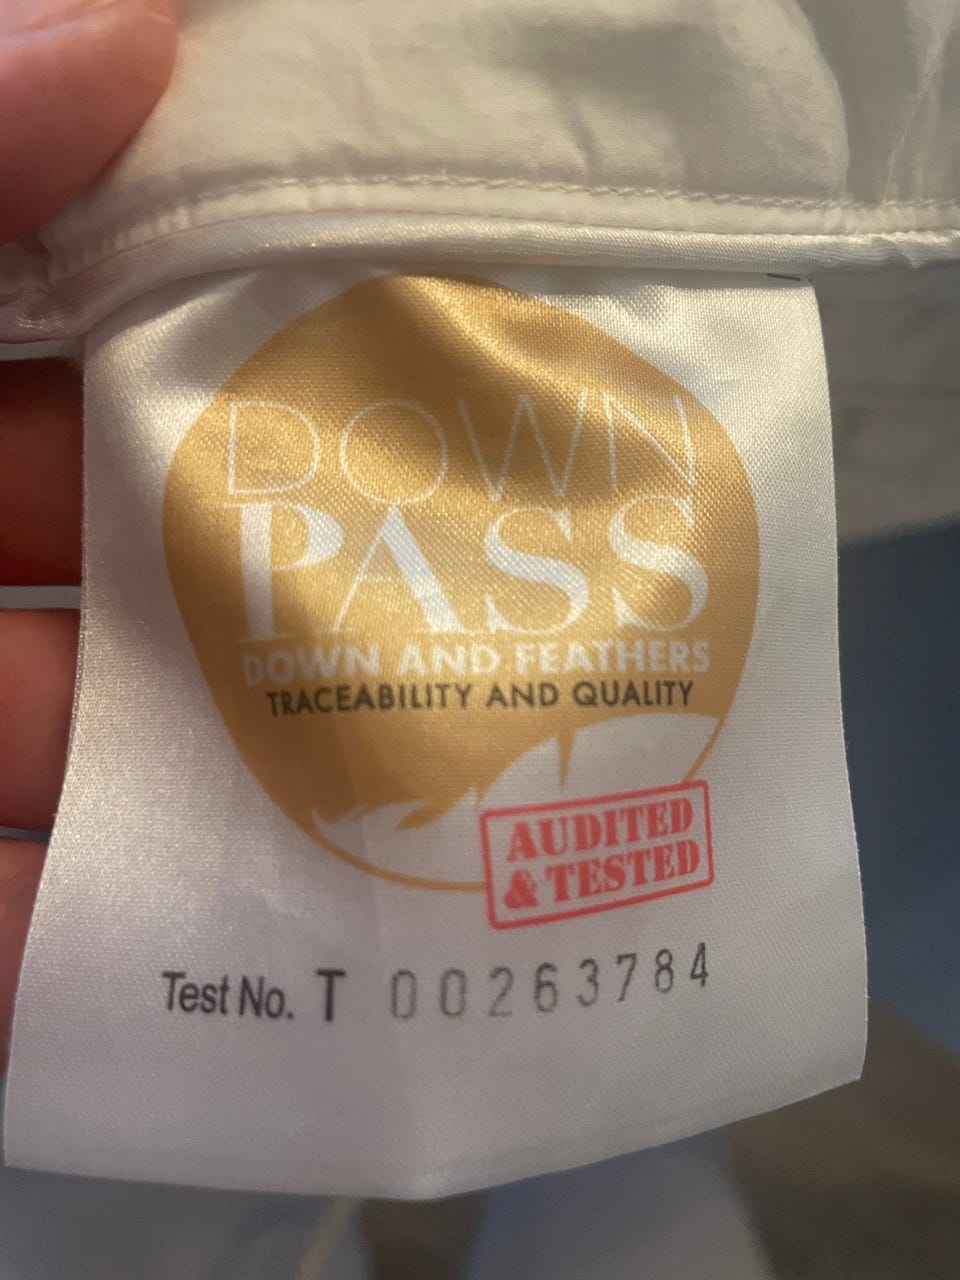 DOWN
PASS
DOWN AND FEATHERS
TRACEABILITY AND QUALITY
AUDITED
& TESTED
Test No. T 00263784